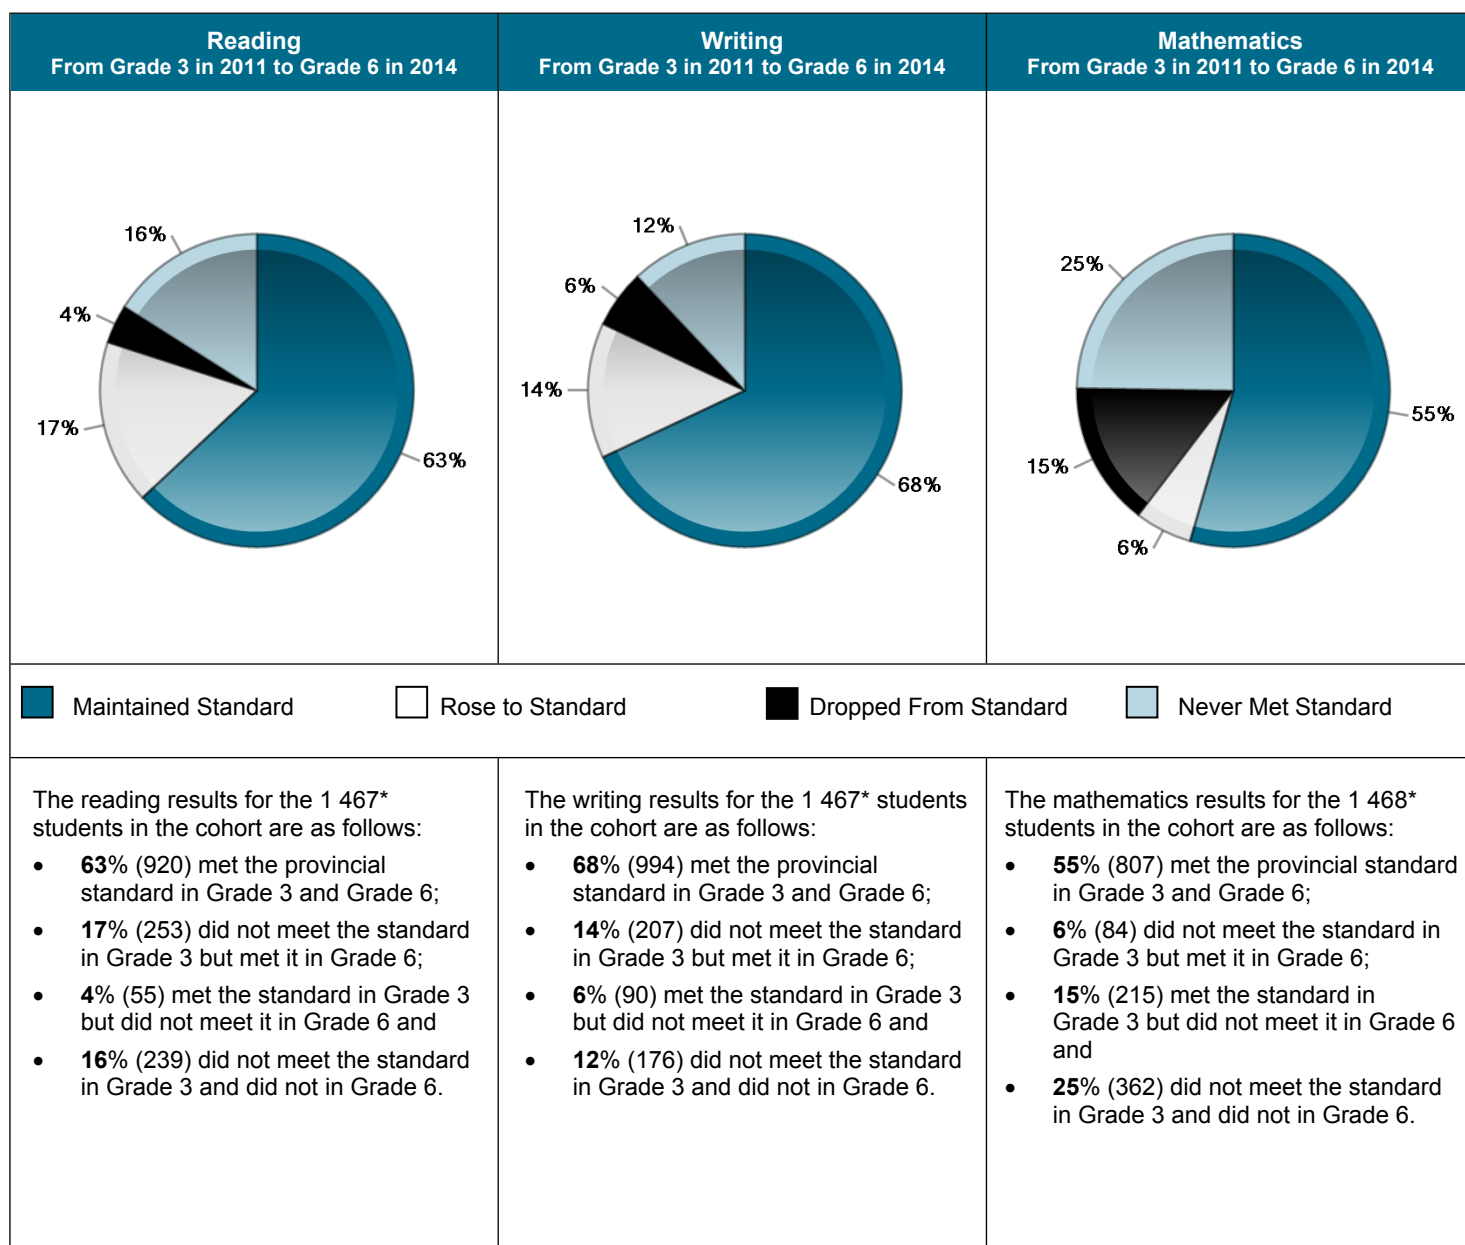 Reading
From Grade 3 in 2011 to Grade 6 in 2014
Writing
From Grade 3 in 2011 to Grade 6 in 2014
Mathematics
From Grade 3 in 2011 to Grade 6 in 2014
16%
4%
17%
63%
12%
6%
14%
68%
25%
15%
6%
55%
Maintained Standard
Rose to Standard
Dropped From Standard
Never Met Standard
The reading results for the 1 467*
students in the cohort are as follows:
• 63% (920) met the provincial
standard in Grade 3 and Grade 6;
• 17% (253) did not meet the standard
in Grade 3 but met it in Grade 6;
• 4% (55) met the standard in Grade 3
but did not meet it in Grade 6 and
• 16% (239) did not meet the standard
in Grade 3 and did not in Grade 6.
The writing results for the 1 467* students
in the cohort are as follows:
• 68% (994) met the provincial
standard in Grade 3 and Grade 6;
• 14% (207) did not meet the standard
in Grade 3 but met it in Grade 6;
• 6% (90) met the standard in Grade 3
but did not meet it in Grade 6 and
• 12% (176) did not meet the standard
in Grade 3 and did not in Grade 6.
The mathematics results for the 1 468*
students in the cohort are as follows:
• 55% (807) met the provincial standard
in Grade 3 and Grade 6;
• 6% (84) did not meet the standard in
Grade 3 but met it in Grade 6;
• 15% (215) met the standard in
Grade 3 but did not meet it in Grade 6
and
• 25% (362) did not meet the standard
in Grade 3 and did not in Grade 6.